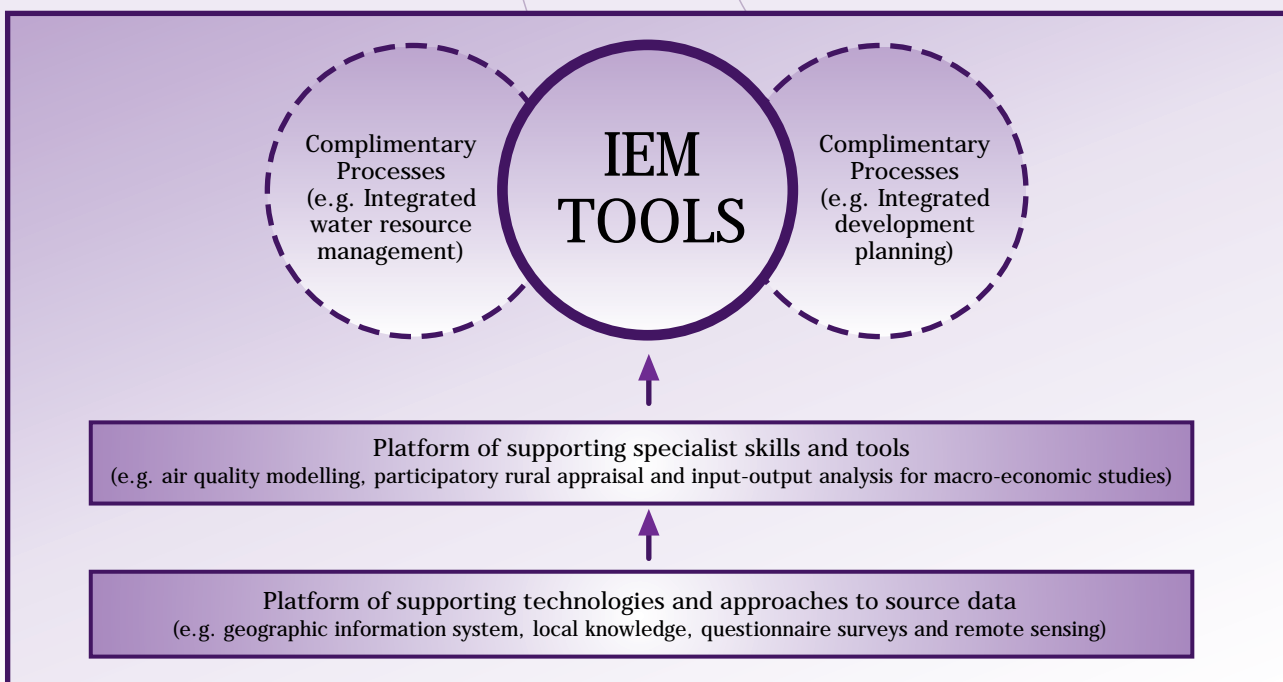 Complimentary
Processes
(e.g. Integrated
water resource
management)
IEM
TOOLS
Complimentary
Processes
(e.g. Integrated
development
planning)
Platform of supporting specialist skills and tools
(e.g. air quality modelling, participatory rural appraisal and input-output analysis for macro-economic studies)
Platform of supporting technologies and approaches to source data
(e.g. geographic information system, local knowledge, questionnaire surveys and remote sensing)